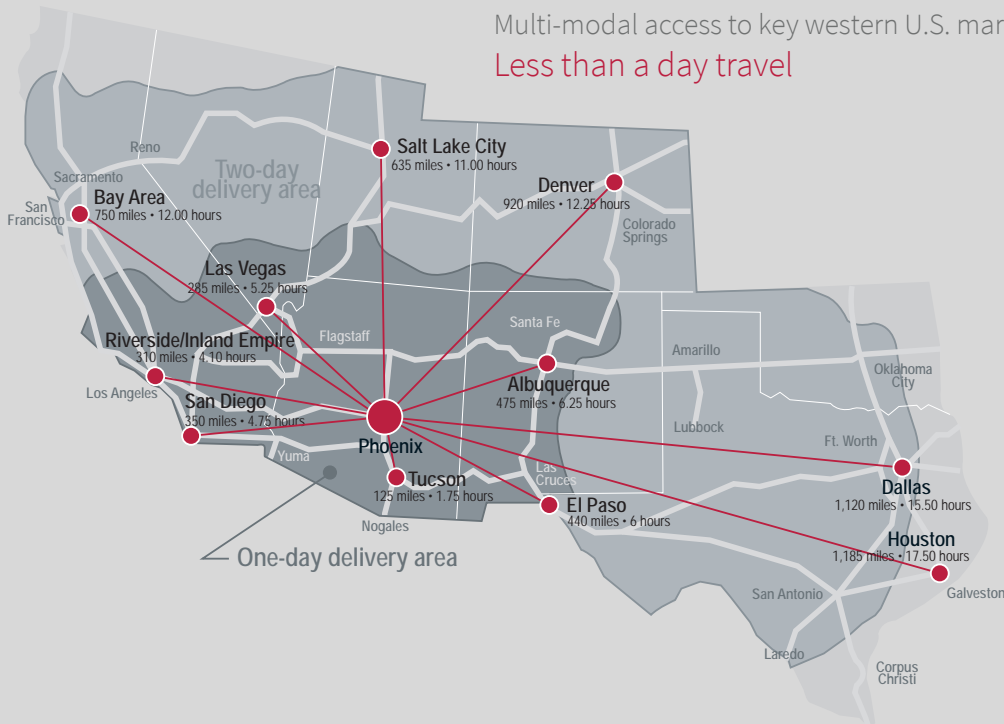 Multi-modal access to key western U.S. mar
Less than a day travel
Salt Lake City
635 miles • 11.00 hours
Reno
Two-day
delivery area
Sacramento
Denver
920 miles • 12.25 hours
Bay Area
750 miles • 12.00 hours
San
Francisco
Colorado
Springs
Las Vegas
285 miles • 5.25 hours
Santa Fe
Flagstaff
Riverside/Inland Empire
310 miles • 4.10 hours
Amarillo
Oklahoma
City
Albuquerque
475 miles • 6.25 hours
Los Angeles
San Diego
350 miles • 4.75 hours
Lubbock
Ft. Worth
Phoenix
Yuma
Las
Cruces
Tucson
125 miles • 1.75 hours
Dallas
1,120 miles • 15.50 hours
El Paso
440 miles • 6 hours
Nogales
Houston
1,185 miles • 17.50 hours
One-day delivery area
San Antonio
Galveston
Laredo
Corpus
Christi